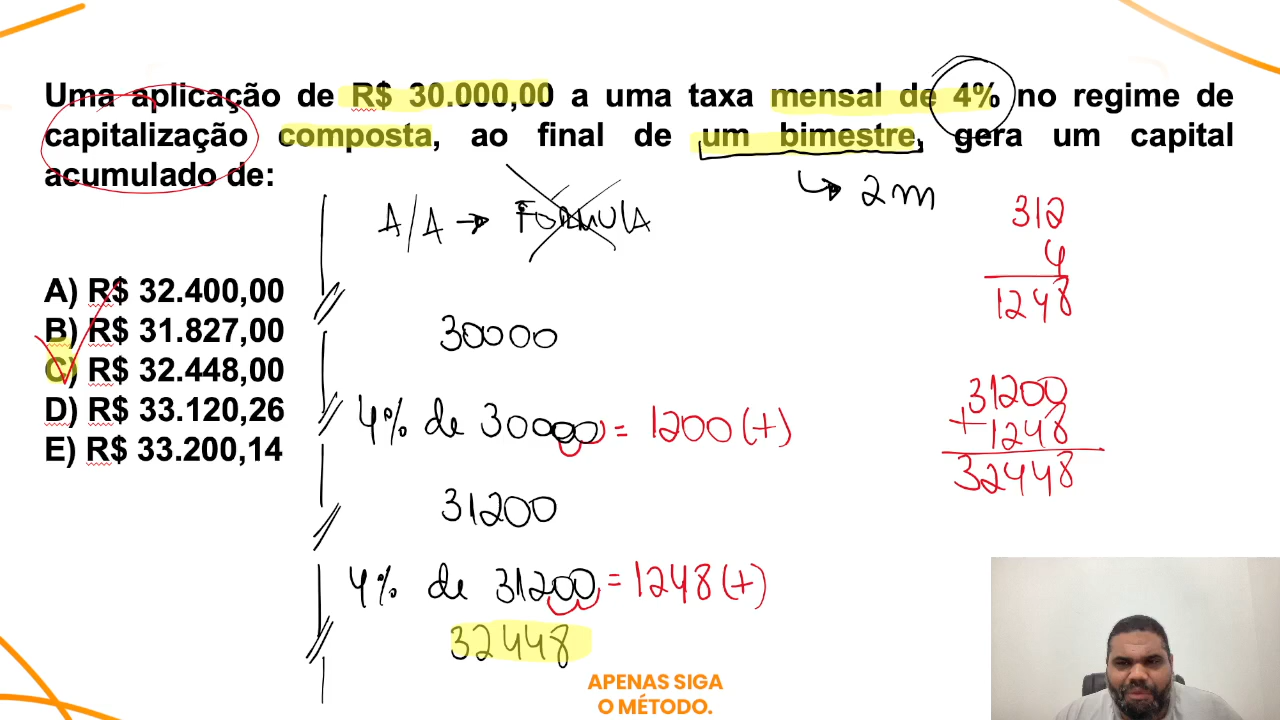 Uma aplicação de R$ 30.000,00 a uma taxa mensal de 4% no regime de
capitalização composta, ao final de um bimestre, gera um capital
acumulado de:
2m
A/A → FORMULA
A) R$ 32.400,00
B) R$ 31.827,00
C) R$ 32.448,00
D) R$ 33.120,26
E) R$ 33.200,14
30000
4% de 30000 = 1200 (+)
31200
4% de 31200 = 1248 (+)
32448
312
4
1248
31200
+ 1248
32448
APENAS SIGA
O MÉTODO.